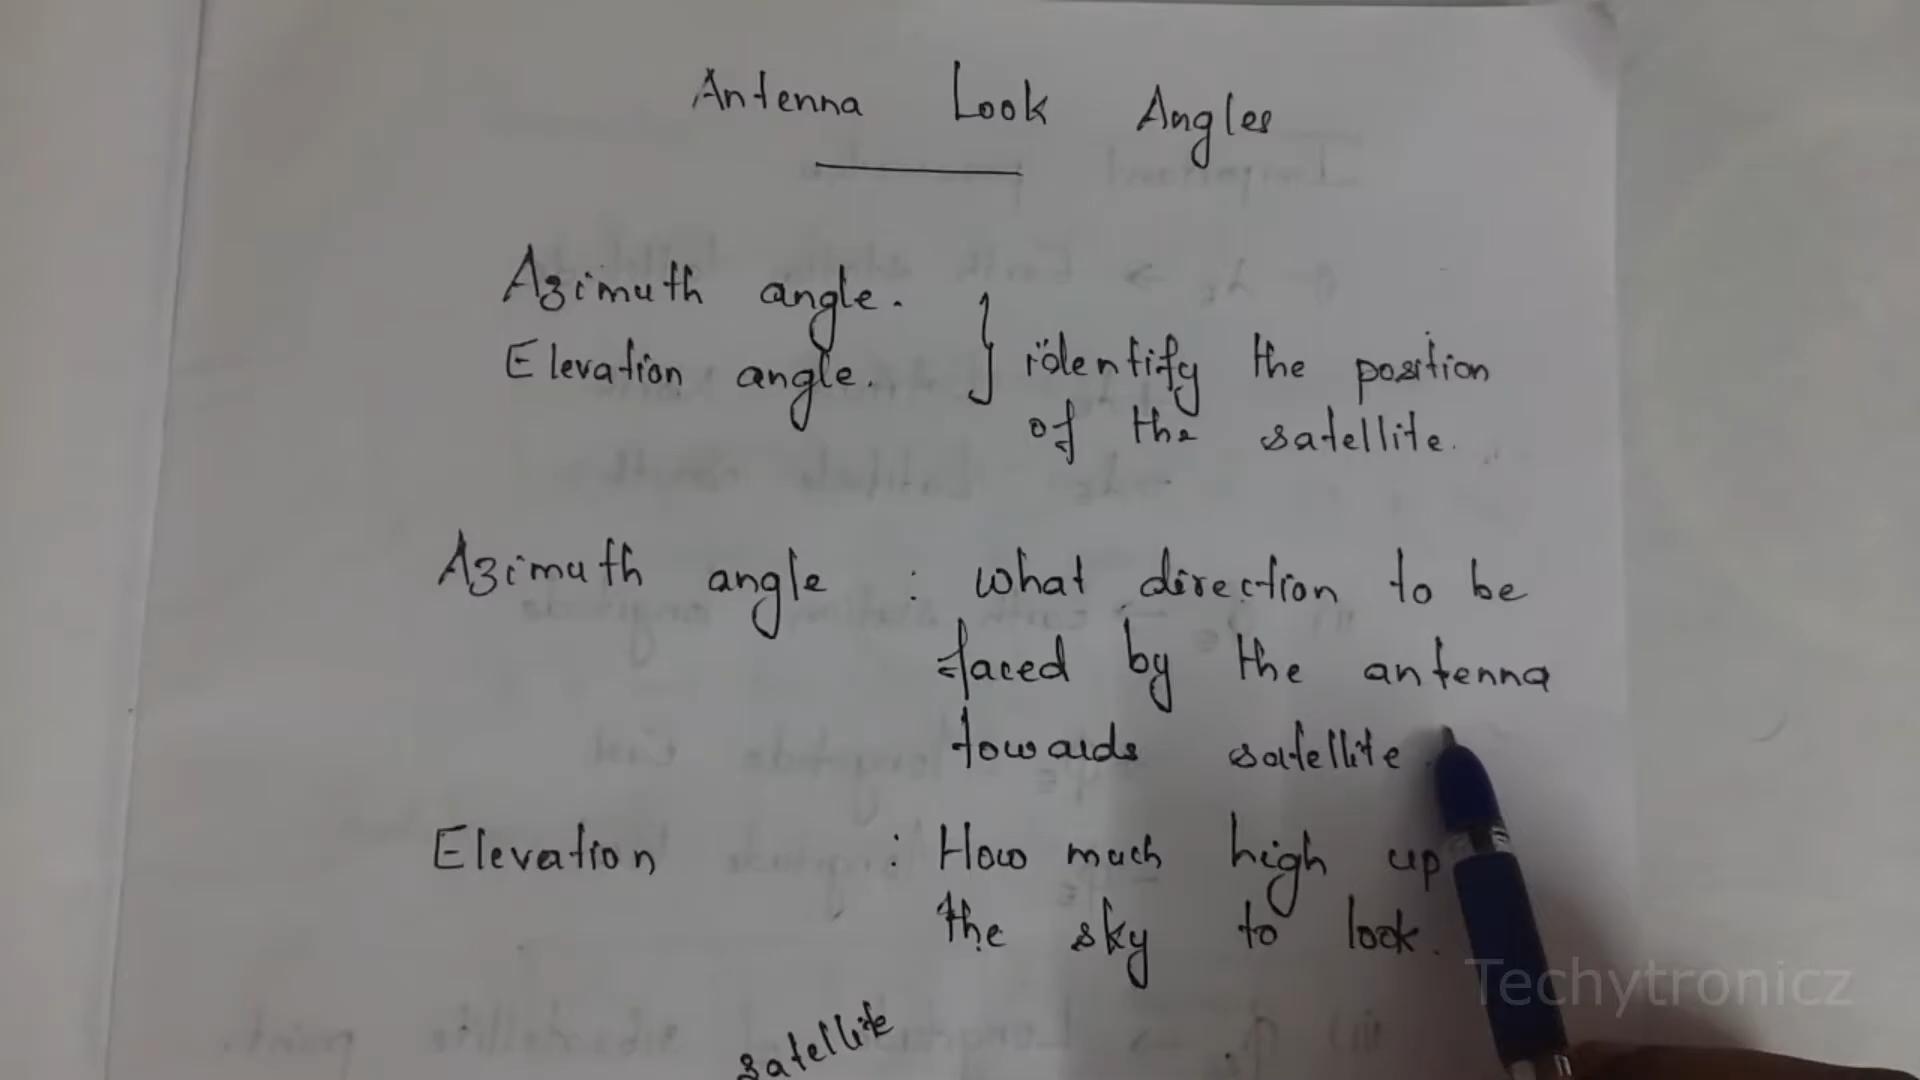 Antenna Look Angles
Azimuth angle.
Elevation angle. } identify the position
of the satellite.
Azimuth angle : what direction to be
faced by the antenna
towards satellite.
Elevation : How much high up
the sky to look.
satellite
Techytronicz